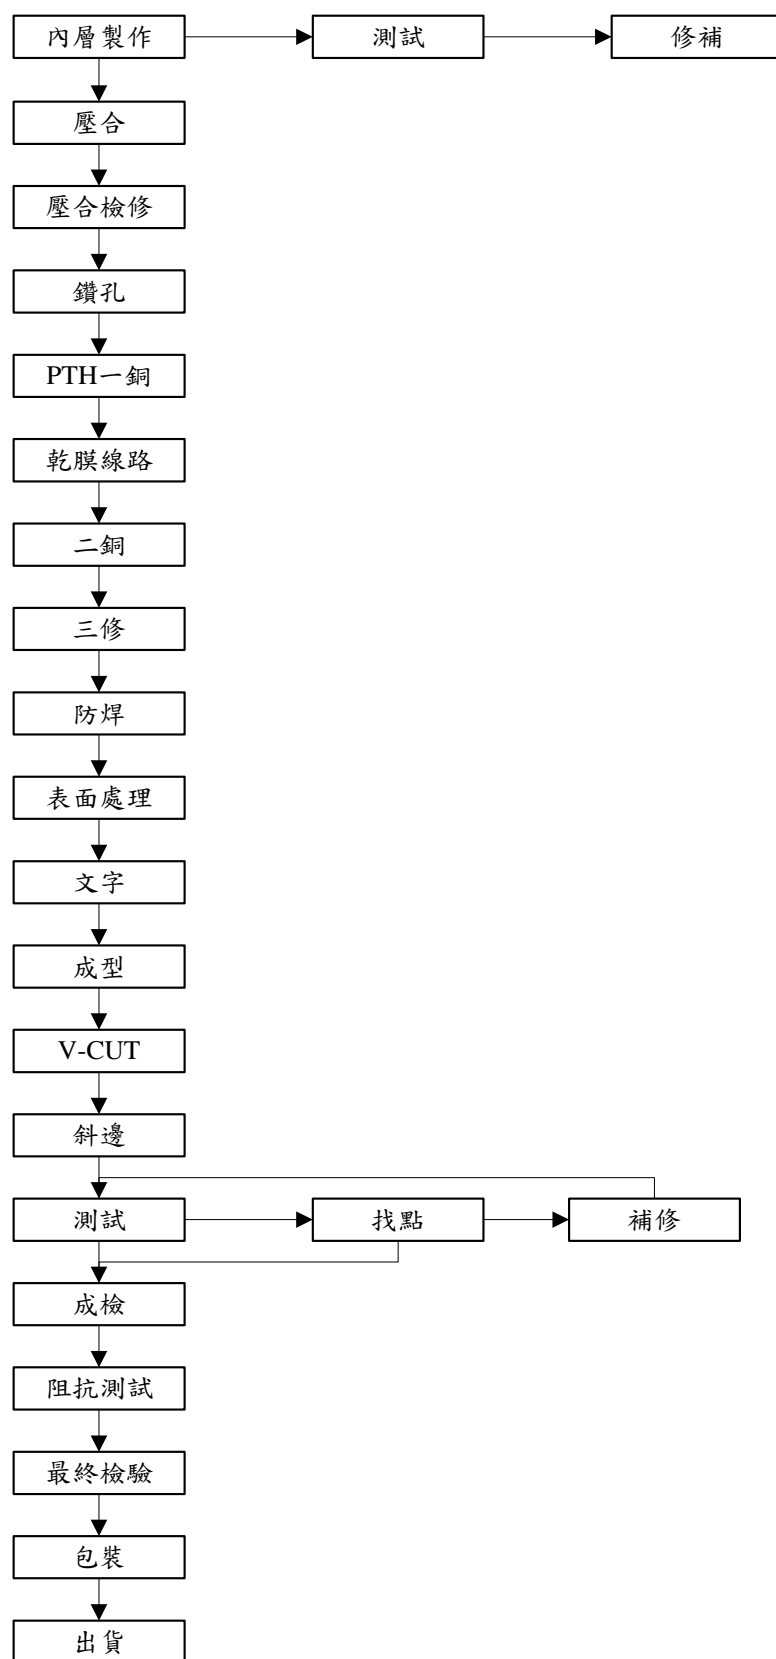 內層製作
測試
修補
壓合
壓合檢修
鑽孔
PTH一銅
乾膜線路
二銅
三修
防焊
表面處理
文字
成型
V-CUT
斜邊
測試
找點
補修
成檢
阻抗測試
最終檢驗
包裝
出貨